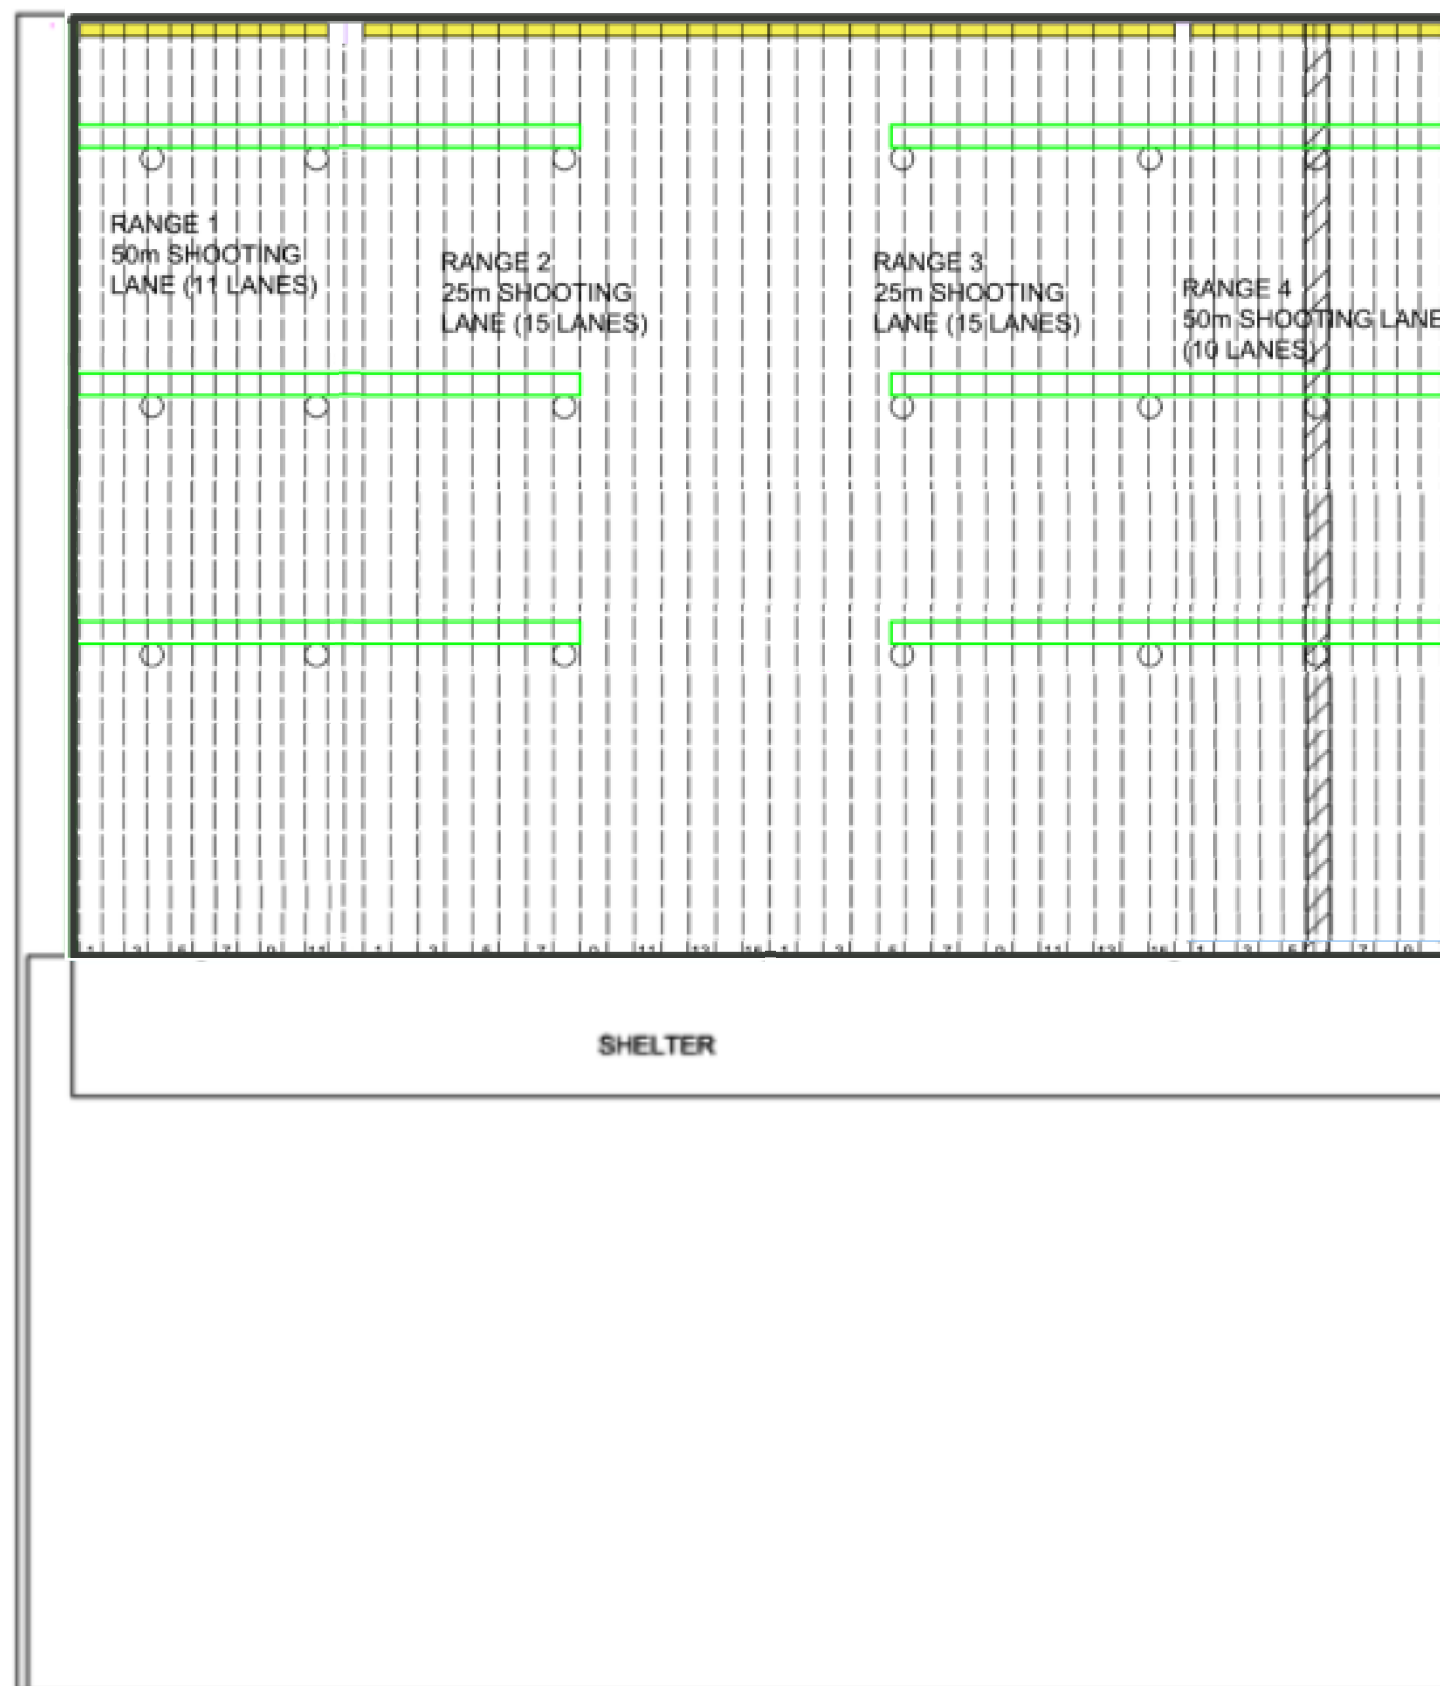 RANGE 1
50m SHOOTING
LANE (11 LANES)
RANGE 2
25m SHOOTING
LANE (15 LANES)
RANGE 3
25m SHOOTING
LANE (15 LANES)
RANGE 4
50m SHOOTING LANE
(10 LANES)
SHELTER